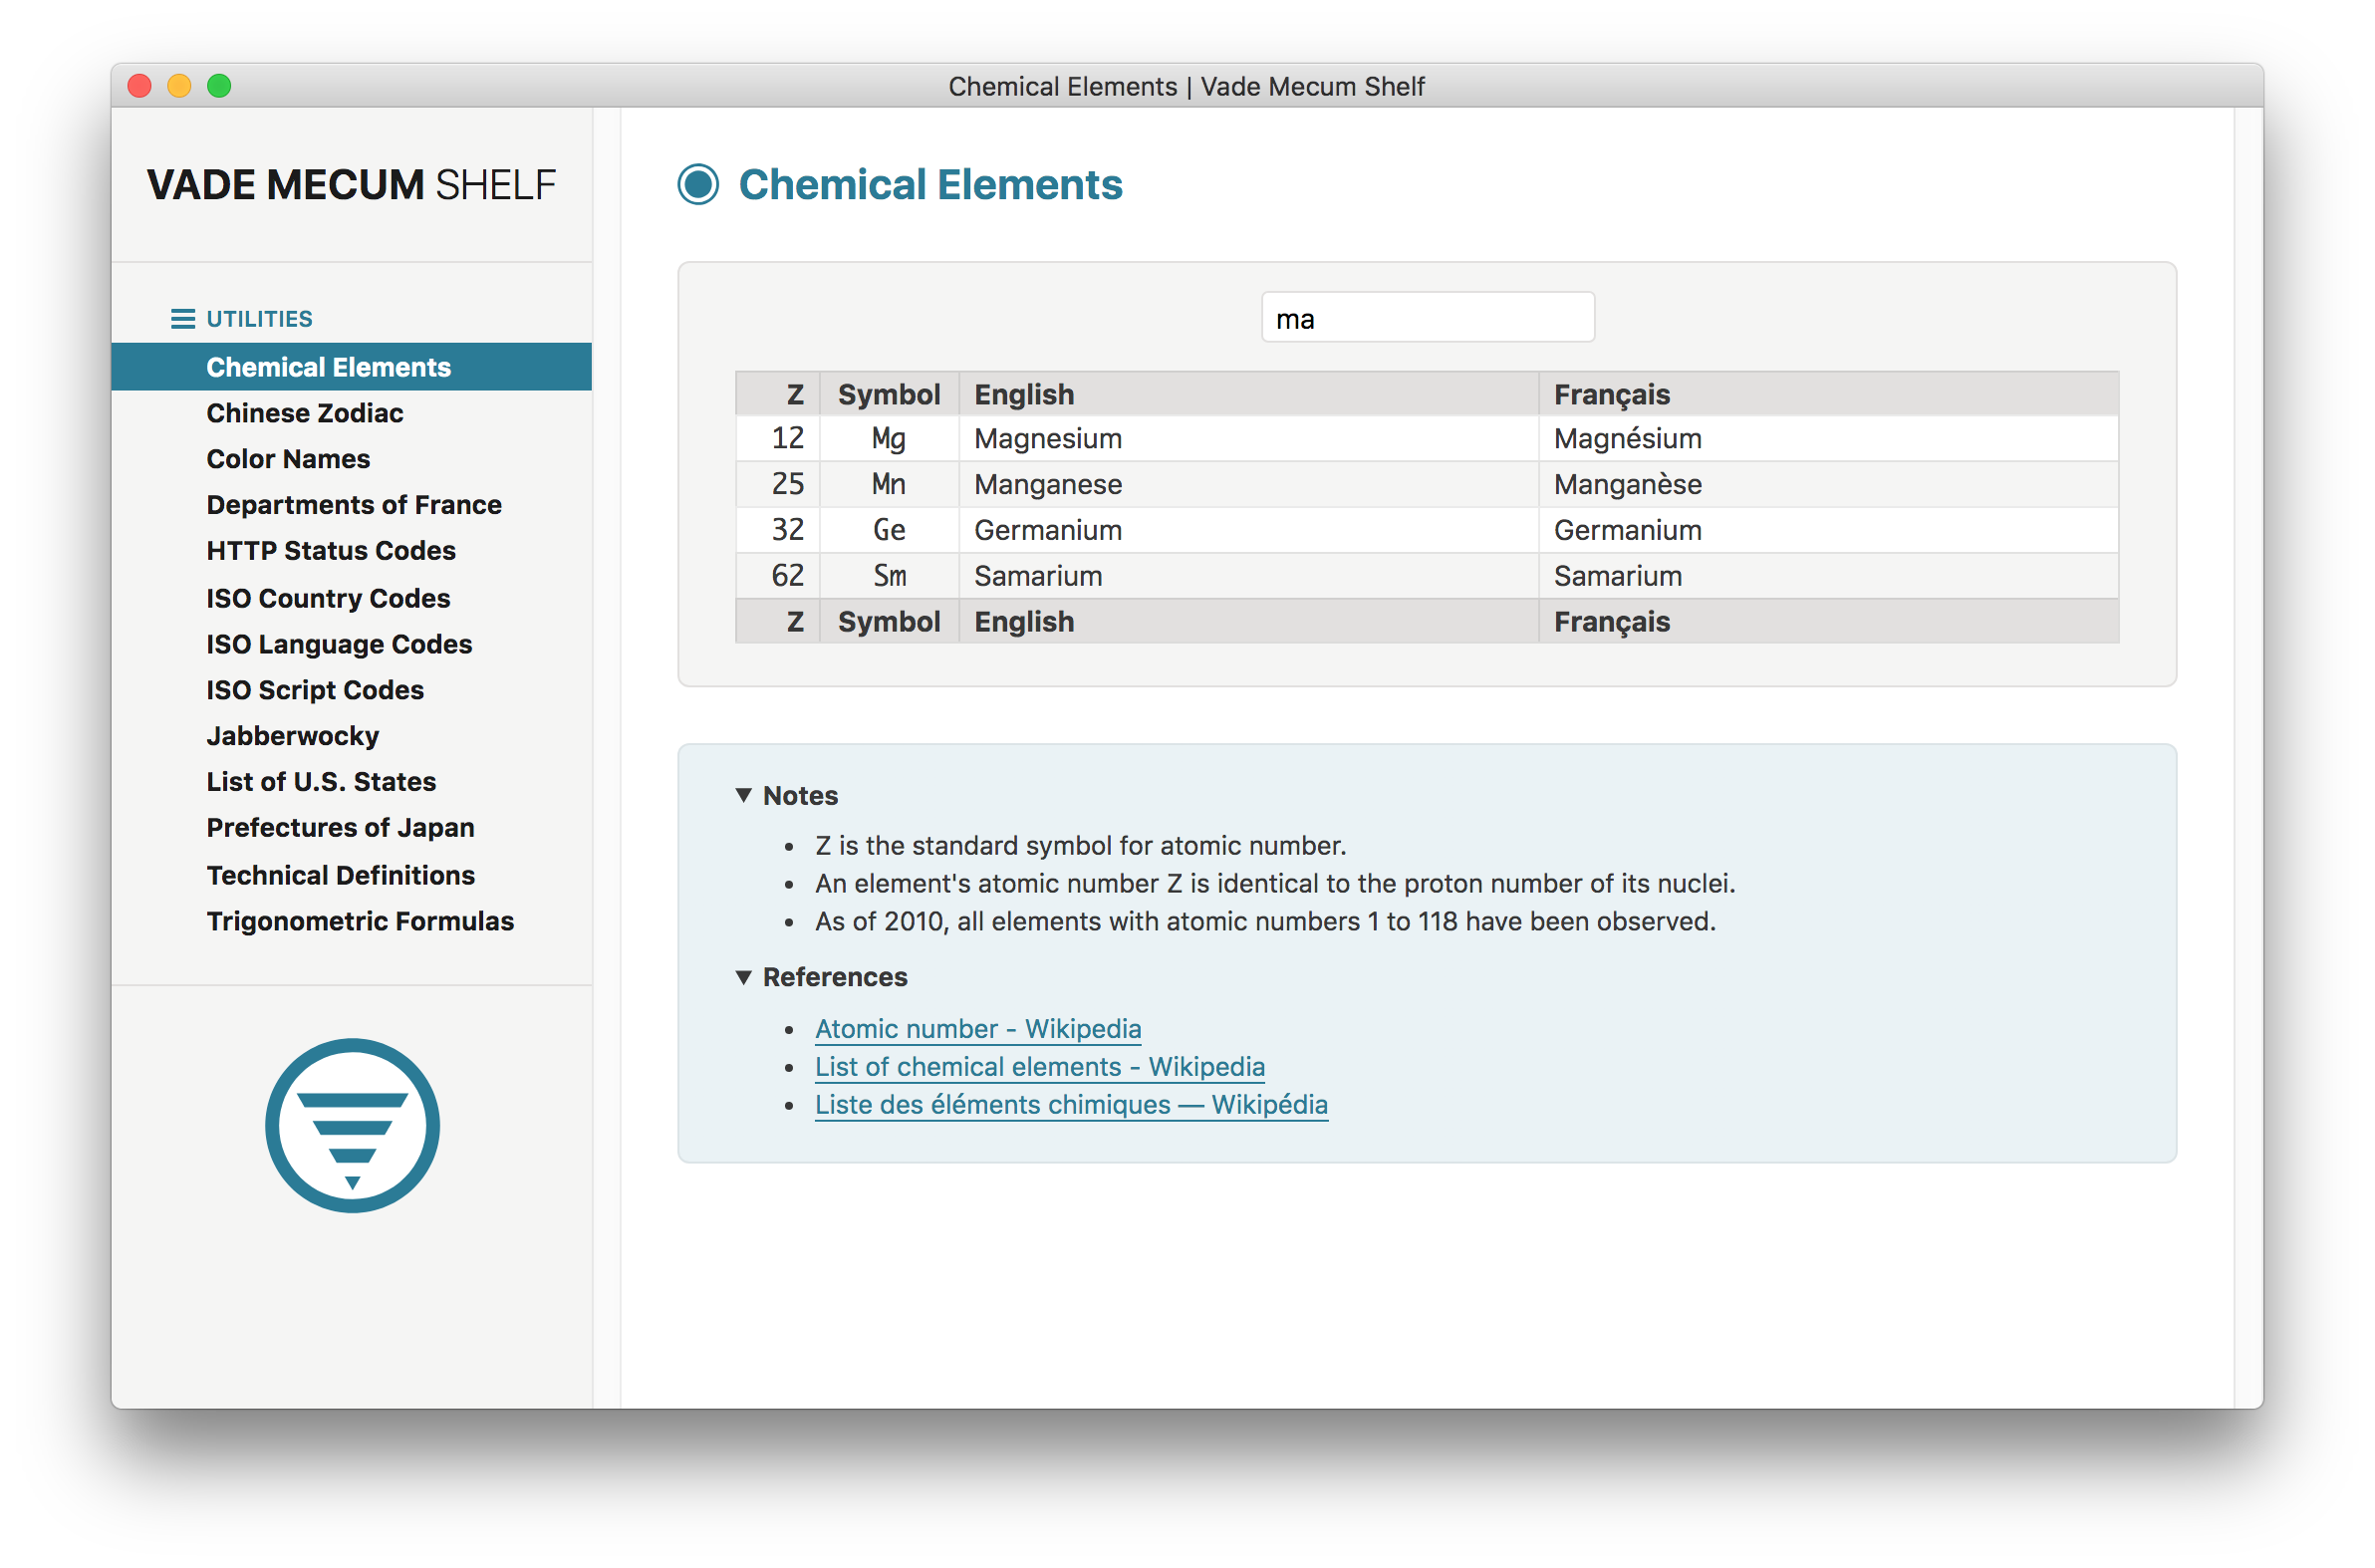 Chemical Elements | Vade Mecum Shelf
VADE MECUM SHELF
UTILITIES
Chemical Elements
Chinese Zodiac
Color Names
Departments of France
HTTP Status Codes
ISO Country Codes
ISO Language Codes
ISO Script Codes
Jabberwocky
List of U.S. States
Prefectures of Japan
Technical Definitions
Trigonometric Formulas
Chemical Elements
ma
Z Symbol English Français
12 Mg Magnesium Magnésium
25 Mn Manganese Manganèse
32 Ge Germanium Germanium
62 Sm Samarium Samarium
Z Symbol English Français
Notes
Z is the standard symbol for atomic number.
An element's atomic number Z is identical to the proton number of its nuclei.
As of 2010, all elements with atomic numbers 1 to 118 have been observed.
References
Atomic number - Wikipedia
List of chemical elements - Wikipedia
Liste des éléments chimiques — Wikipédia